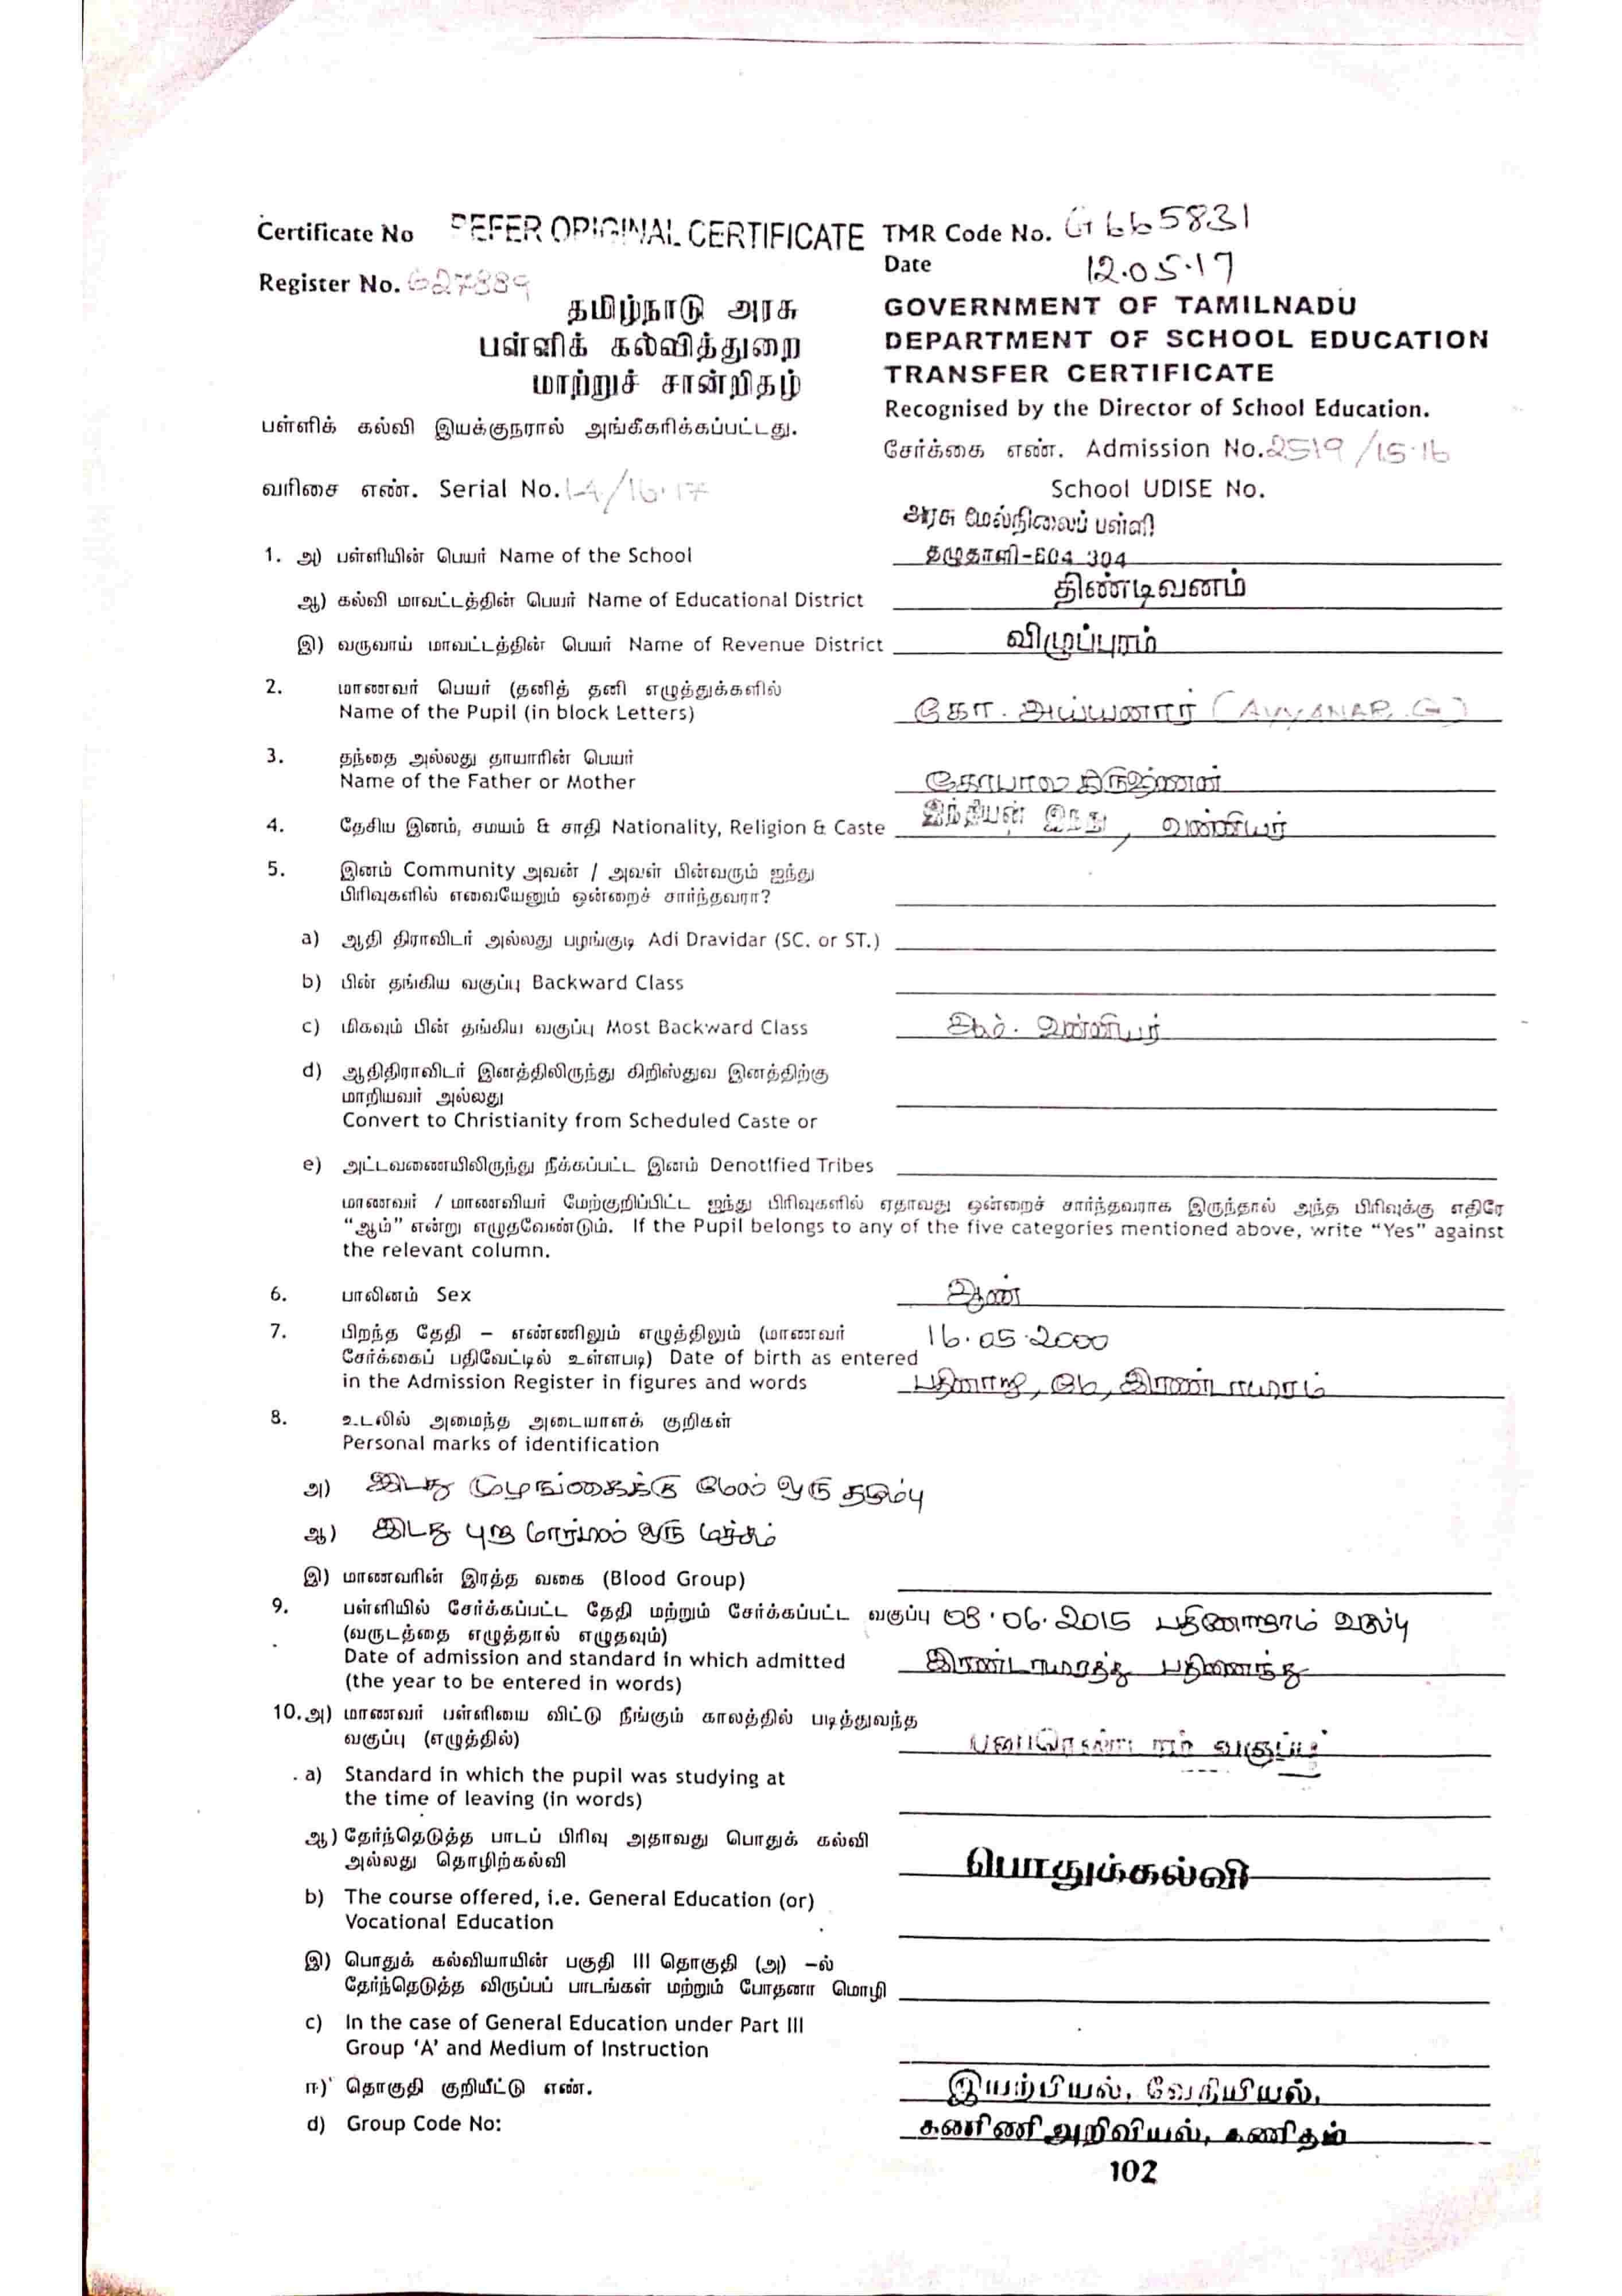 Certificate No REFER ORIGINAL CERTIFICATE TMR Code No. G665831
Date 12.05.17
Register No. 627889
தமிழ்நாடு அரசு
பள்ளிக் கல்வித்துறை
மாற்றுச் சான்றிதழ்
பள்ளிக் கல்வி இயக்குநரால் அங்கீகரிக்கப்பட்டது.
GOVERNMENT OF TAMILNADU
DEPARTMENT OF SCHOOL EDUCATION
TRANSFER CERTIFICATE
Recognised by the Director of School Education.
சேர்க்கை எண். Admission No. 2519/15-16
வரிசை எண். Serial No. 14/16-17
School UDISE No.
அரசு மேல்நிலைப் பள்ளி
1. அ) பள்ளியின் பெயர் Name of the School தழுதாளி-604 304
ஆ) கல்வி மாவட்டத்தின் பெயர் Name of Educational District திண்டிவனம்
இ) வருவாய் மாவட்டத்தின் பெயர் Name of Revenue District விழுப்புரம்
2. மாணவர் பெயர் (தனித் தனி எழுத்துக்களில்
Name of the Pupil (in block Letters) கோ. அய்யனார் (AYYANAR. G)
3. தந்தை அல்லது தாயாரின் பெயர்
Name of the Father or Mother கோபால கிருஷ்ணன்
4. தேசிய இனம், சமயம் & சாதி Nationality, Religion & Caste இந்தியன் இந்து, வண்ணியர்
5. இனம் Community அவன் / அவள் பின்வரும் ஐந்து
பிரிவுகளில் எவையேனும் ஒன்றைச் சார்ந்தவரா?
a) ஆதி திராவிடர் அல்லது பழங்குடி Adi Dravidar (SC. or ST.)
b) பின் தங்கிய வகுப்பு Backward Class
c) மிகவும் பின் தங்கிய வகுப்பு Most Backward Class ஆம். வண்ணியர்
d) ஆதிதிராவிடர் இனத்திலிருந்து கிறிஸ்துவ இனத்திற்கு
மாறியவர் அல்லது
Convert to Christianity from Scheduled Caste or
e) அட்டவணையிலிருந்து நீக்கப்பட்ட இனம் Denotified Tribes
மாணவர் / மாணவியர் மேற்குறிப்பிட்ட ஐந்து பிரிவுகளில் ஏதாவது ஒன்றைச் சார்ந்தவராக இருந்தால் அந்த பிரிவுக்கு எதிரே
“ஆம்” என்று எழுதவேண்டும். If the Pupil belongs to any of the five categories mentioned above, write “Yes” against
the relevant column.
6. பாலினம் Sex ஆண்
7. பிறந்த தேதி – எண்ணிலும் எழுத்திலும் (மாணவர் 16.05.2000
சேர்க்கைப் பதிவேட்டில் உள்ளபடி) Date of birth as entered
in the Admission Register in figures and words பதினாறு, மே, இரண்டாயிரம்
8. உடலில் அமைந்த அடையாளக் குறிகள்
Personal marks of identification
அ) இடது முழங்கைக்கு மேல் ஒரு தழும்பு
ஆ) இடது புற மார்பில் ஒரு மச்சம்
இ) மாணவரின் இரத்த வகை (Blood Group)
9. பள்ளியில் சேர்க்கப்பட்ட தேதி மற்றும் சேர்க்கப்பட்ட வகுப்பு 08.06.2015 பதினோராம் வகுப்பு
(வருடத்தை எழுத்தால் எழுதவும்)
Date of admission and standard in which admitted இரண்டாயிரத்து பதினைந்து
(the year to be entered in words)
10. அ) மாணவர் பள்ளியை விட்டு நீங்கும் காலத்தில் படித்துவந்த
வகுப்பு (எழுத்தில்) வகுப்பு
a) Standard in which the pupil was studying at
the time of leaving (in words)
ஆ) தேர்ந்தெடுத்த பாடப் பிரிவு அதாவது பொதுக் கல்வி
அல்லது தொழிற்கல்வி பொதுக்கல்வி
b) The course offered, i.e. General Education (or)
Vocational Education
இ) பொதுக் கல்வியாயின் பகுதி III தொகுதி (அ) –ல்
தேர்ந்தெடுத்த விருப்பப் பாடங்கள் மற்றும் போதனா மொழி
c) In the case of General Education under Part III
Group ‘A’ and Medium of Instruction
ஈ) தொகுதி குறியீட்டு எண். இயற்பியல், வேதியியல்,
d) Group Code No: கணினி அறிவியல், கணிதம்
102